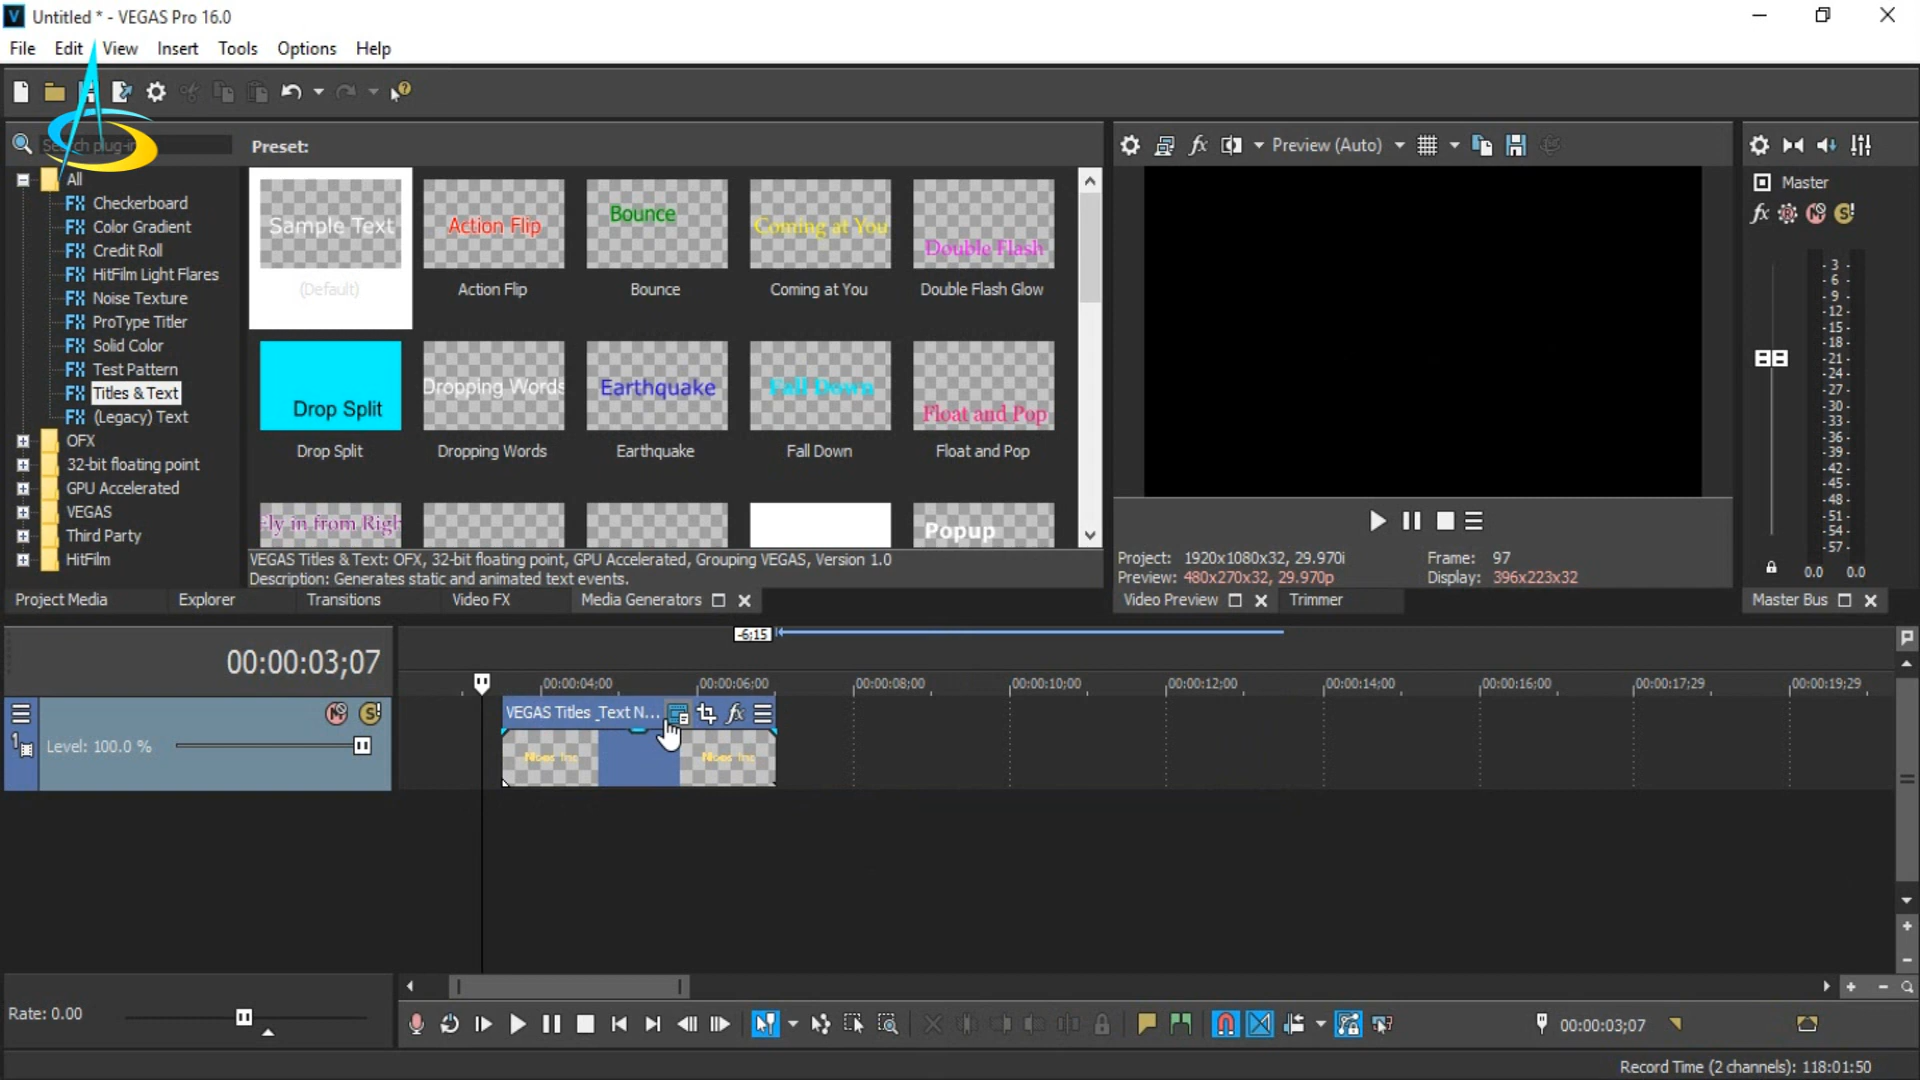 Untitled * - VEGAS Pro 16.0
File Edit View Insert Tools Options Help
Preset:
All
Checkerboard
Color Gradient
Credit Roll
HitFilm Light Flares
Noise Texture
ProType Titler
Solid Color
Test Pattern
Titles & Text
(Legacy) Text
OFX
32-bit floating point
GPU Accelerated
VEGAS
Third Party
HitFilm
Sample Text Action Flip Bounce Coming at You Double Flash
(Default) Action Flip Bounce Coming at You Double Flash Glow
Drop Split Dropping Words Earthquake Fall Down Float and Pop
Drop Split Dropping Words Earthquake Fall Down Float and Pop
Fly in from Righ Popup
VEGAS Titles & Text: OFX, 32-bit floating point, GPU Accelerated, Grouping VEGAS, Version 1.0
Description: Generates static and animated text events.
Project Media Explorer Transitions Video FX Media Generators
Preview (Auto)
Project: 1920x1080x32, 29.970i Frame: 97
Preview: 480x270x32, 29.970p Display: 396x223x32
Video Preview Trimmer
Master
-3-
-6-
-9-
-12-
-15-
-18-
-21-
-24-
-27-
-30-
-33-
-36-
-39-
-42-
-45-
-48-
-51-
-54-
-57-
0.0 0.0
Master Bus
-6;15
00:00:03;07
00:00:04;00 00:00:06;00 00:00:08;00 00:00:10;00 00:00:12;00 00:00:14;00 00:00:16;00 00:00:17;29 00:00:19;29
VEGAS Titles _Text N...
1
Level: 100.0 %
Rate: 0.00
00:00:03;07
Record Time (2 channels): 118:01:50